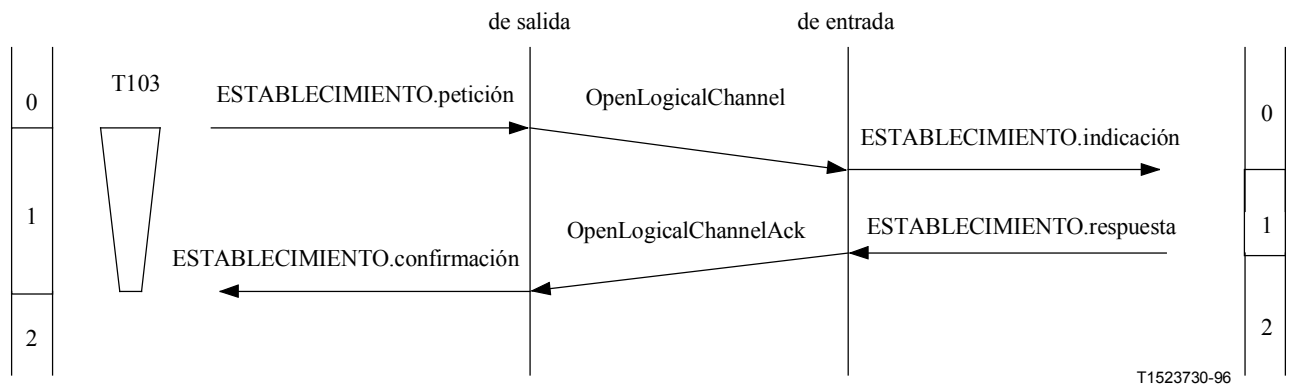 de salida
de entrada
T103
ESTABLECIMIENTO.petición
OpenLogicalChannel
0
0
ESTABLECIMIENTO.indicación
1
OpenLogicalChannelAck
ESTABLECIMIENTO.respuesta
1
ESTABLECIMIENTO.confirmación
2
2
T1523730-96